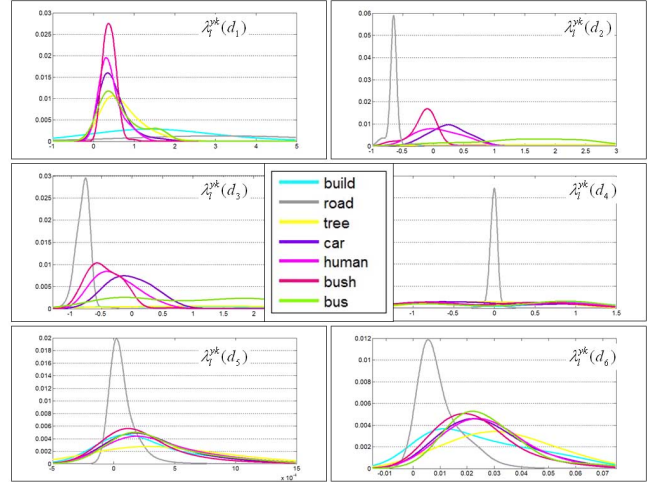 λ_l^{yk}(d_1)
0.03
0.025
0.02
0.015
0.01
0.005
0
-1 0 1 2 3 4 5
λ_l^{yk}(d_2)
0.06
0.05
0.04
0.03
0.02
0.01
0
-1 -0.5 0 0.5 1 1.5 2 2.5 3
λ_l^{yk}(d_3)
0.03
0.025
0.02
0.015
0.01
0.005
0
-1 -0.5 0 0.5 1 1.5 2
build
road
tree
car
human
bush
bus
λ_l^{yk}(d_4)
-1 -0.5 0 0.5 1 1.5
λ_l^{yk}(d_5)
0.02
0.018
0.016
0.014
0.012
0.01
0.008
0.006
0.004
0.002
0
-5 0 5 10 15
x 10
λ_l^{yk}(d_6)
0.012
0.01
0.008
0.006
0.004
0.002
0
-0.01 0 0.01 0.02 0.03 0.04 0.05 0.06 0.07